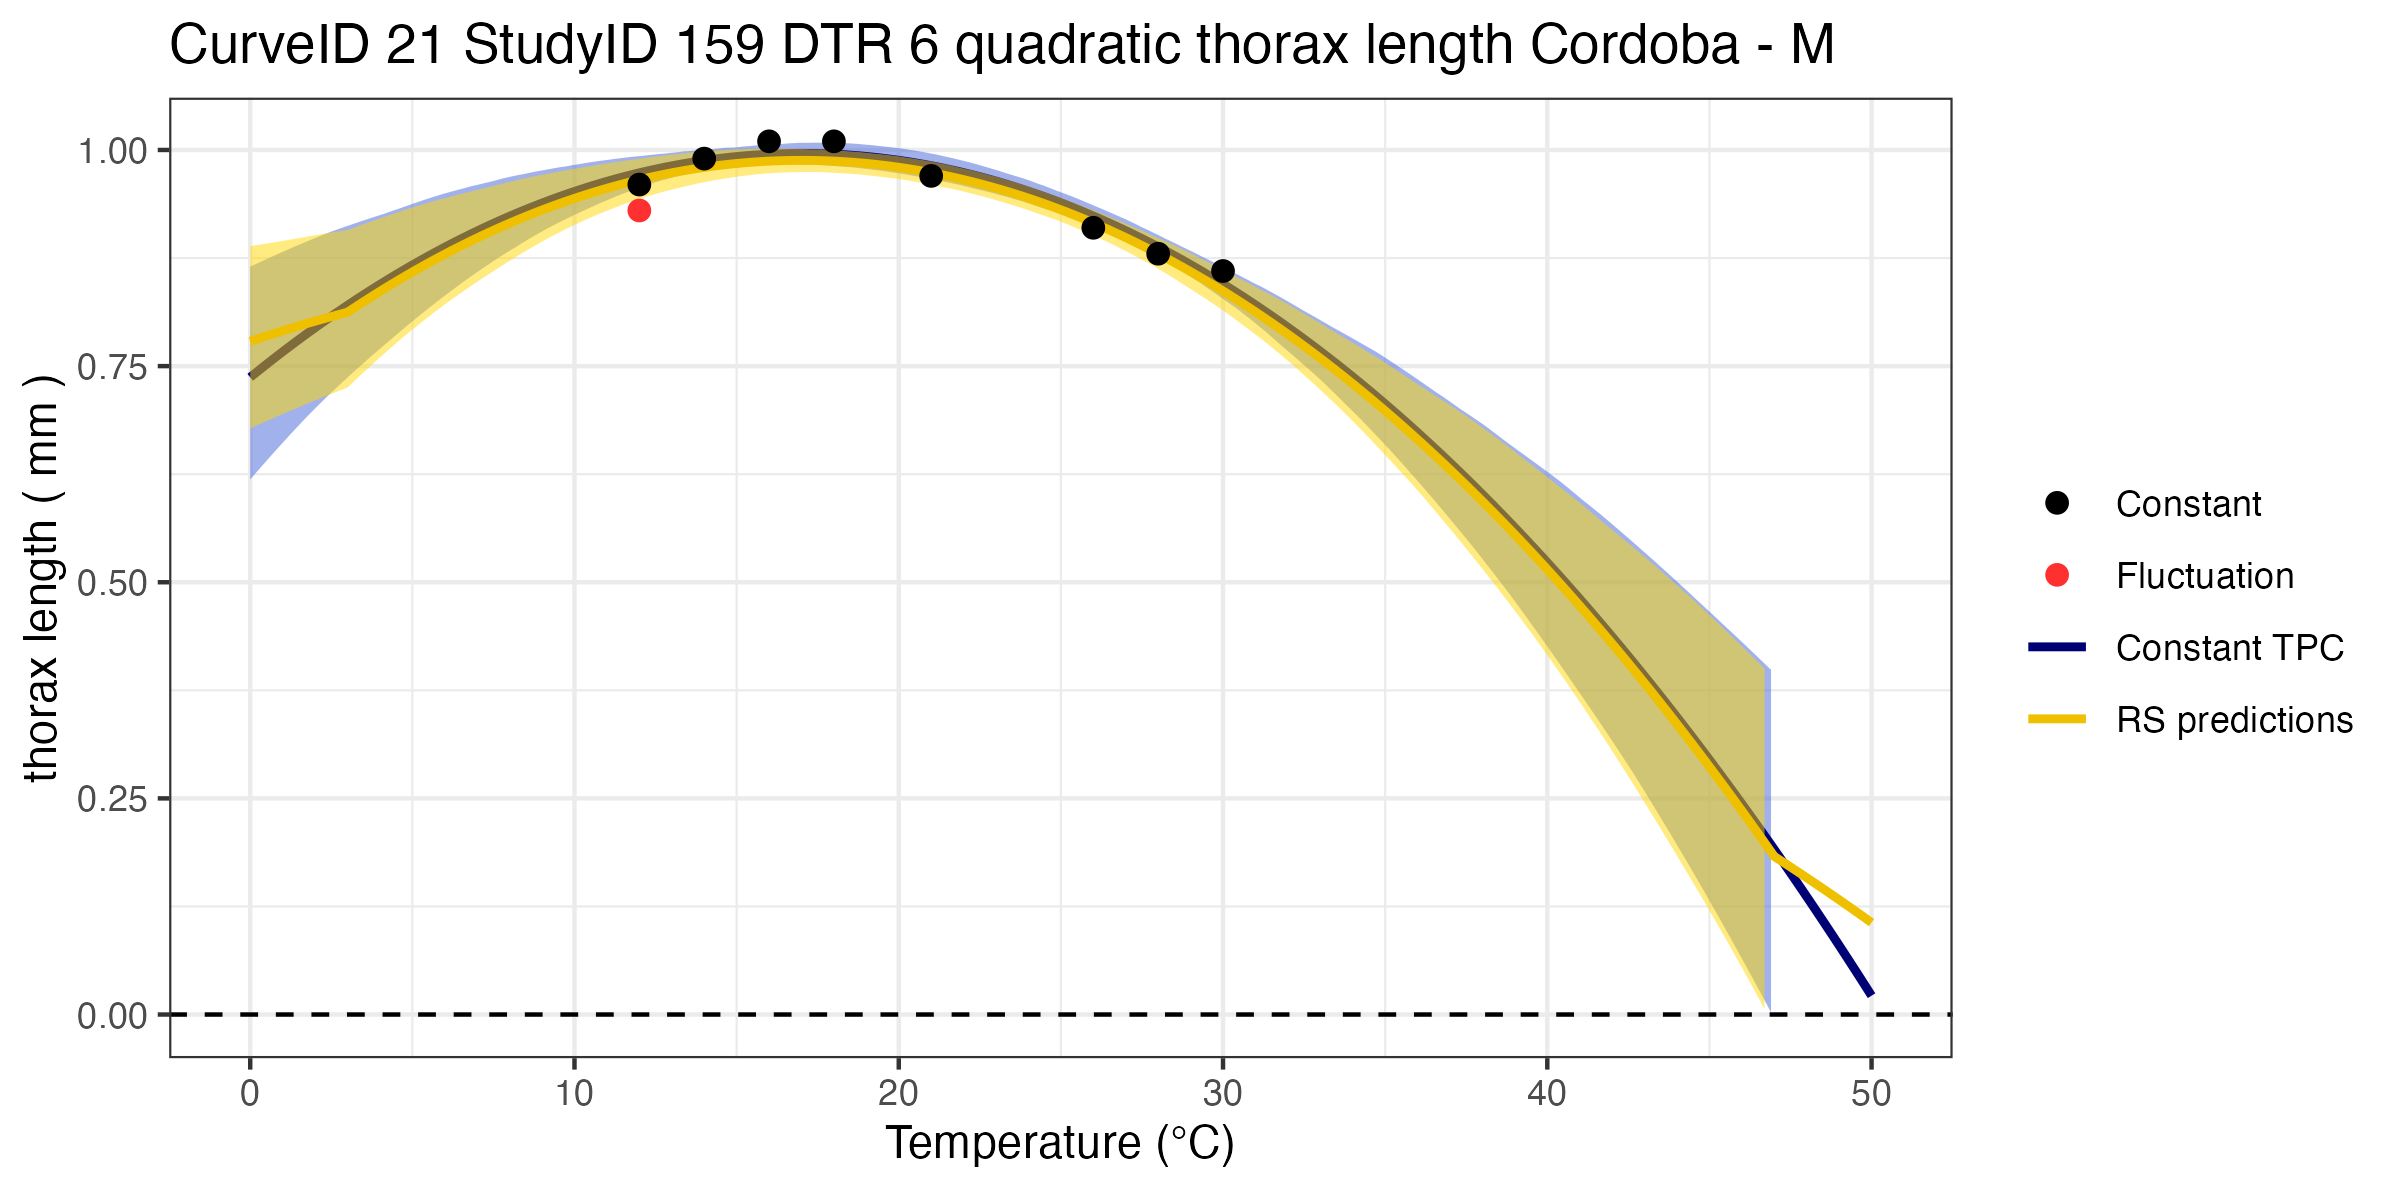 CurveID 21 StudyID 159 DTR 6 quadratic thorax length Cordoba - M
thorax length ( mm )
1.00
0.75
0.50
0.25
0.00
0 10 20 30 40 50
Temperature (°C)
Constant
Fluctuation
Constant TPC
RS predictions